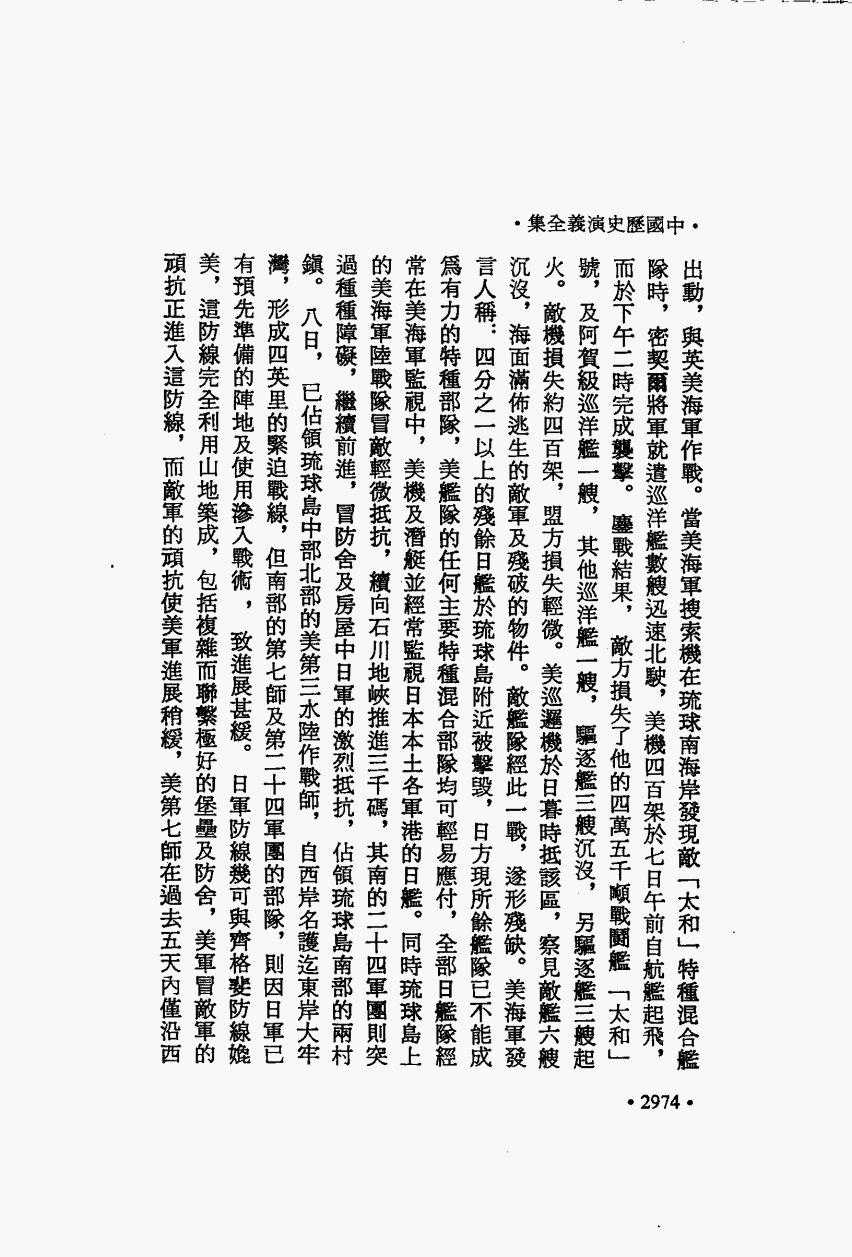 •中國歷史演義全集•
出動，與英美海軍作戰。當美海軍搜索機在琉球南海岸發現敵「太和」特種混合艦
隊時，密契爾將軍就遣巡洋艦數艘迅速北駛，美機四百架於七日午前自航艦起飛，
而於下午二時完成襲擊。鏖戰結果，敵方損失了他的四萬五千噸戰鬭艦「太和」
號，及阿賀級巡洋艦一艘，其他巡洋艦一艘，驅逐艦三艘沉沒，另驅逐艦三艘起
火。敵機損失約四百架，盟方損失輕微。美巡邏機於日暮時抵該區，察見敵艦六艘
沉沒，海面滿佈逃生的敵軍及殘破的物件。敵艦隊經此一戰，遂形殘缺。美海軍發
言人稱：四分之一以上的殘餘日艦於琉球島附近被擊毀，日方現所餘艦隊已不能成
爲有力的特種部隊，美艦隊的任何主要特種混合部隊均可輕易應付，全部日艦隊經
常在美海軍監視中，美機及潛艇並經常監視日本本土各軍港的日艦。同時琉球島上
的美海軍陸戰隊冒敵輕微抵抗，續向石川地峽推進三千碼，其南的二十四軍團則突
過種種障礙，繼續前進，冒防舍及房屋中日軍的激烈抵抗，佔領琉球島南部的兩村
鎭。八日，已佔領琉球島中部北部的美第三水陸作戰師，自西岸名護迄東岸大牢
灣，形成四英里的緊迫戰線，但南部的第七師及第二十四軍團的部隊，則因日軍已
有預先準備的陣地及使用滲入戰術，致進展甚緩。日軍防線幾可與齊格斐防線媲
美，這防線完全利用山地築成，包括複雜而聯繫極好的堡壘及防舍，美軍冒敵軍的
頑抗正進入這防線，而敵軍的頑抗使美軍進展稍緩，美第七師在過去五天內僅沿西
•2974•